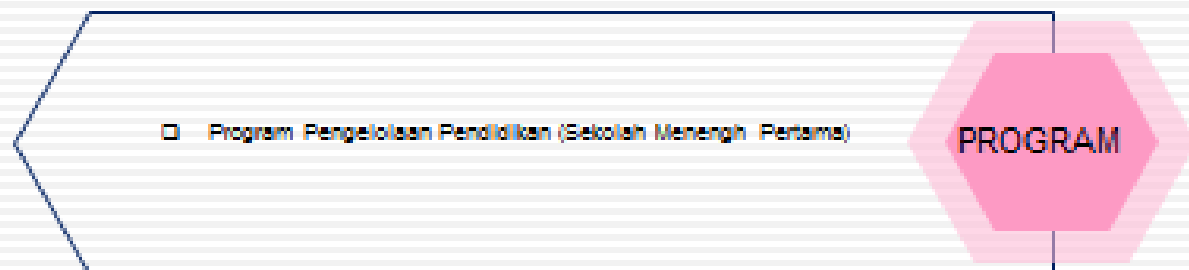 ❑ Program Pengelolaan Pendidikan (Sekolah Menengh Pertama)
PROGRAM